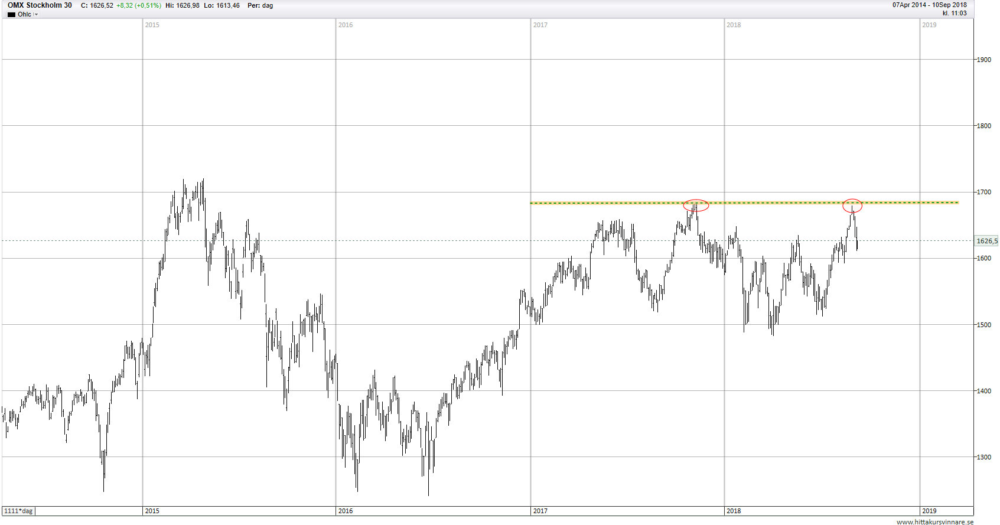 OMX Stockholm 30 C: 1626,52 +8,32 (+0,51%) Hi: 1626,98 Lo: 1613,46 Per: dag
07Apr 2014 - 10Sep 2018
Ohlc
kl. 11:03
2015 2016 2017 2018 2019
1900
1800
1700
1626,5
1600
1500
1400
1300
1111*dag 2015 2016 2017 2018 2019
www.hittakursvinnare.se